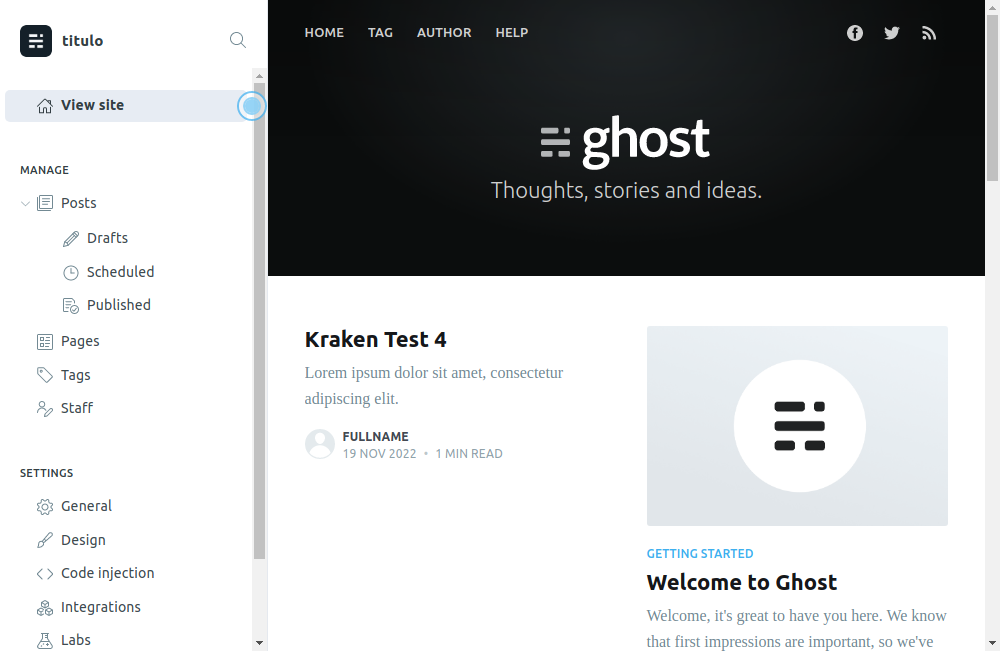 titulo
View site
MANAGE
Posts
Drafts
Scheduled
Published
Pages
Tags
Staff
SETTINGS
General
Design
Code injection
Integrations
Labs
HOME TAG AUTHOR HELP
ghost
Thoughts, stories and ideas.
Kraken Test 4
Lorem ipsum dolor sit amet, consectetur
adipiscing elit.
FULLNAME
19 NOV 2022 • 1 MIN READ
GETTING STARTED
Welcome to Ghost
Welcome, it's great to have you here. We know
that first impressions are important, so we've